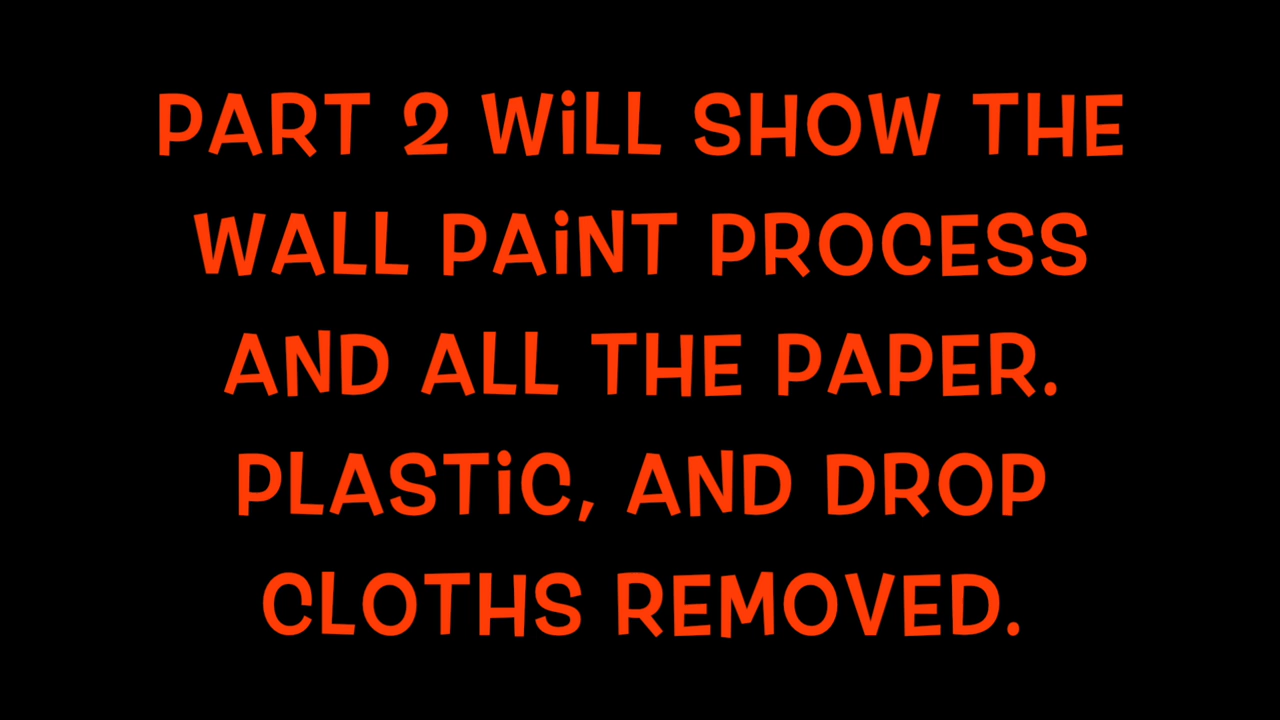 PART 2 WiLL SHOW THE
WALL PAiNT PROCESS
AND ALL THE PAPER.
PLASTiC, AND DROP
CLOTHS REMOVED.